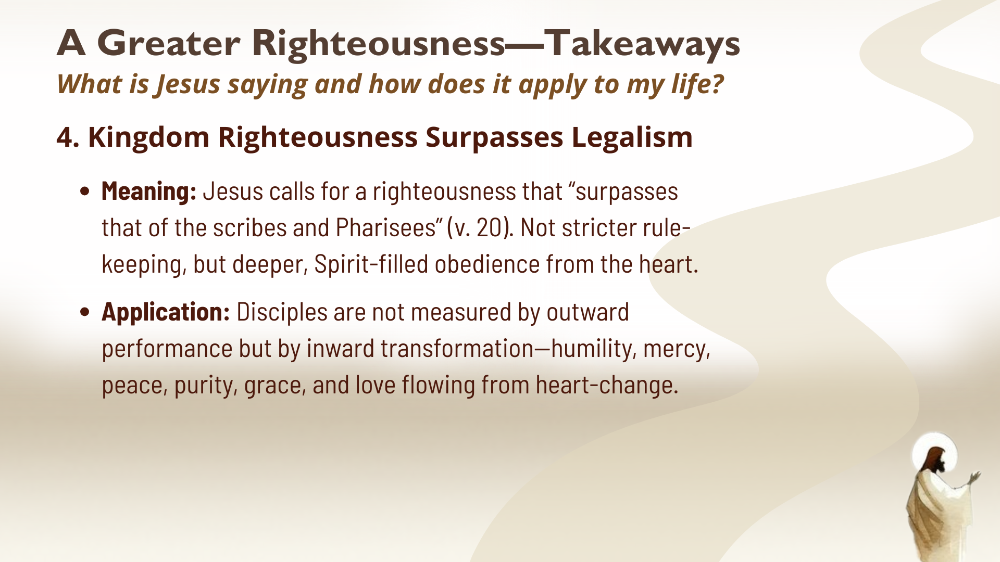 A Greater Righteousness—Takeaways
What is Jesus saying and how does it apply to my life?
4. Kingdom Righteousness Surpasses Legalism
• Meaning: Jesus calls for a righteousness that “surpasses
that of the scribes and Pharisees” (v. 20). Not stricter rule-
keeping, but deeper, Spirit-filled obedience from the heart.
• Application: Disciples are not measured by outward
performance but by inward transformation—humility, mercy,
peace, purity, grace, and love flowing from heart-change.